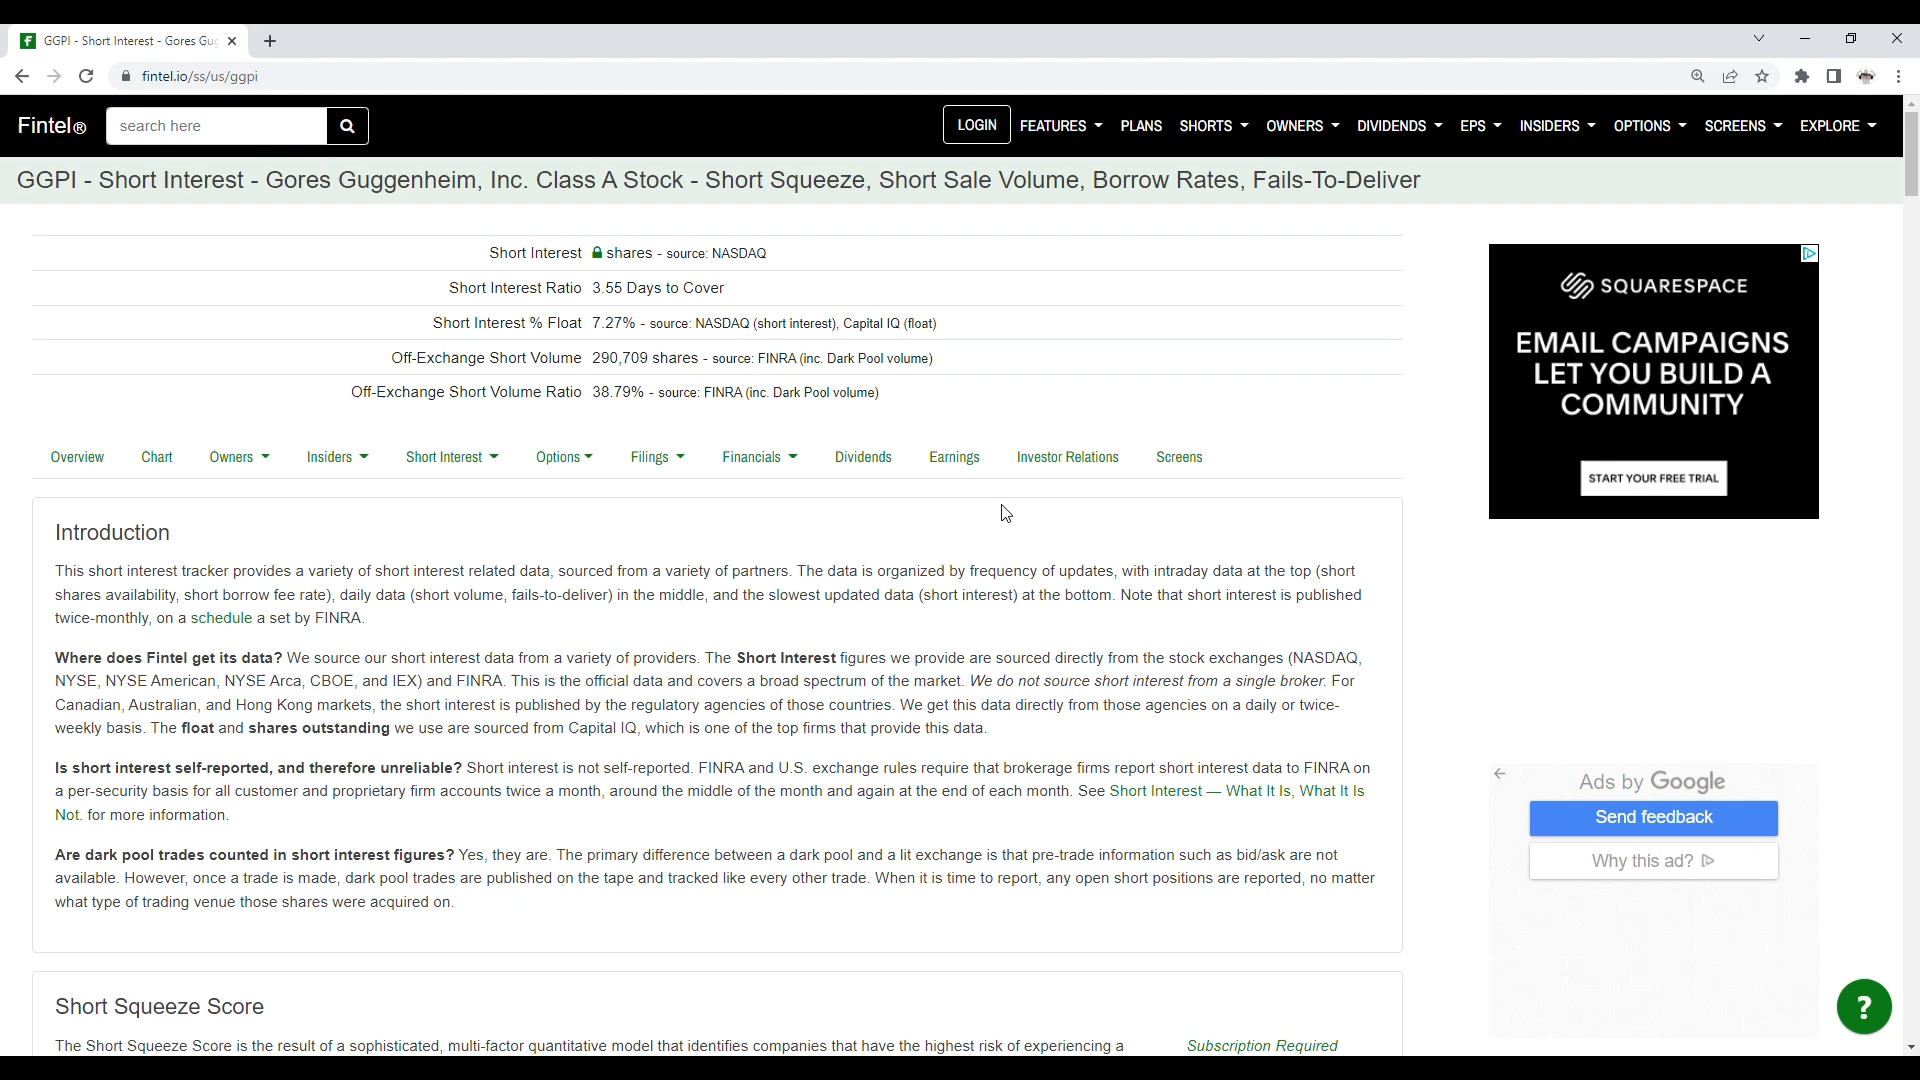 GGPI - Short Interest - Gores Gug
fintel.io/ss/us/ggpi
Fintel®
search here
LOGIN
FEATURES
PLANS
SHORTS
OWNERS
DIVIDENDS
EPS
INSIDERS
OPTIONS
SCREENS
EXPLORE
GGPI - Short Interest - Gores Guggenheim, Inc. Class A Stock - Short Squeeze, Short Sale Volume, Borrow Rates, Fails-To-Deliver
Short Interest shares - source: NASDAQ
Short Interest Ratio 3.55 Days to Cover
Short Interest % Float 7.27% - source: NASDAQ (short interest), Capital IQ (float)
Off-Exchange Short Volume 290,709 shares - source: FINRA (inc. Dark Pool volume)
Off-Exchange Short Volume Ratio 38.79% - source: FINRA (inc. Dark Pool volume)
Overview
Chart
Owners
Insiders
Short Interest
Options
Filings
Financials
Dividends
Earnings
Investor Relations
Screens
Introduction
This short interest tracker provides a variety of short interest related data, sourced from a variety of partners. The data is organized by frequency of updates, with intraday data at the top (short
shares availability, short borrow fee rate), daily data (short volume, fails-to-deliver) in the middle, and the slowest updated data (short interest) at the bottom. Note that short interest is published
twice-monthly, on a schedule a set by FINRA.
Where does Fintel get its data? We source our short interest data from a variety of providers. The Short Interest figures we provide are sourced directly from the stock exchanges (NASDAQ,
NYSE, NYSE American, NYSE Arca, CBOE, and IEX) and FINRA. This is the official data and covers a broad spectrum of the market. We do not source short interest from a single broker. For
Canadian, Australian, and Hong Kong markets, the short interest is published by the regulatory agencies of those countries. We get this data directly from those agencies on a daily or twice-
weekly basis. The float and shares outstanding we use are sourced from Capital IQ, which is one of the top firms that provide this data.
Is short interest self-reported, and therefore unreliable? Short interest is not self-reported. FINRA and U.S. exchange rules require that brokerage firms report short interest data to FINRA on
a per-security basis for all customer and proprietary firm accounts twice a month, around the middle of the month and again at the end of each month. See Short Interest — What It Is, What It Is
Not. for more information.
Are dark pool trades counted in short interest figures? Yes, they are. The primary difference between a dark pool and a lit exchange is that pre-trade information such as bid/ask are not
available. However, once a trade is made, dark pool trades are published on the tape and tracked like every other trade. When it is time to report, any open short positions are reported, no matter
what type of trading venue those shares were acquired on.
Short Squeeze Score
The Short Squeeze Score is the result of a sophisticated, multi-factor quantitative model that identifies companies that have the highest risk of experiencing a
Subscription Required
SQUARESPACE
EMAIL CAMPAIGNS
LET YOU BUILD A
COMMUNITY
START YOUR FREE TRIAL
Ads by Google
Send feedback
Why this ad?
?